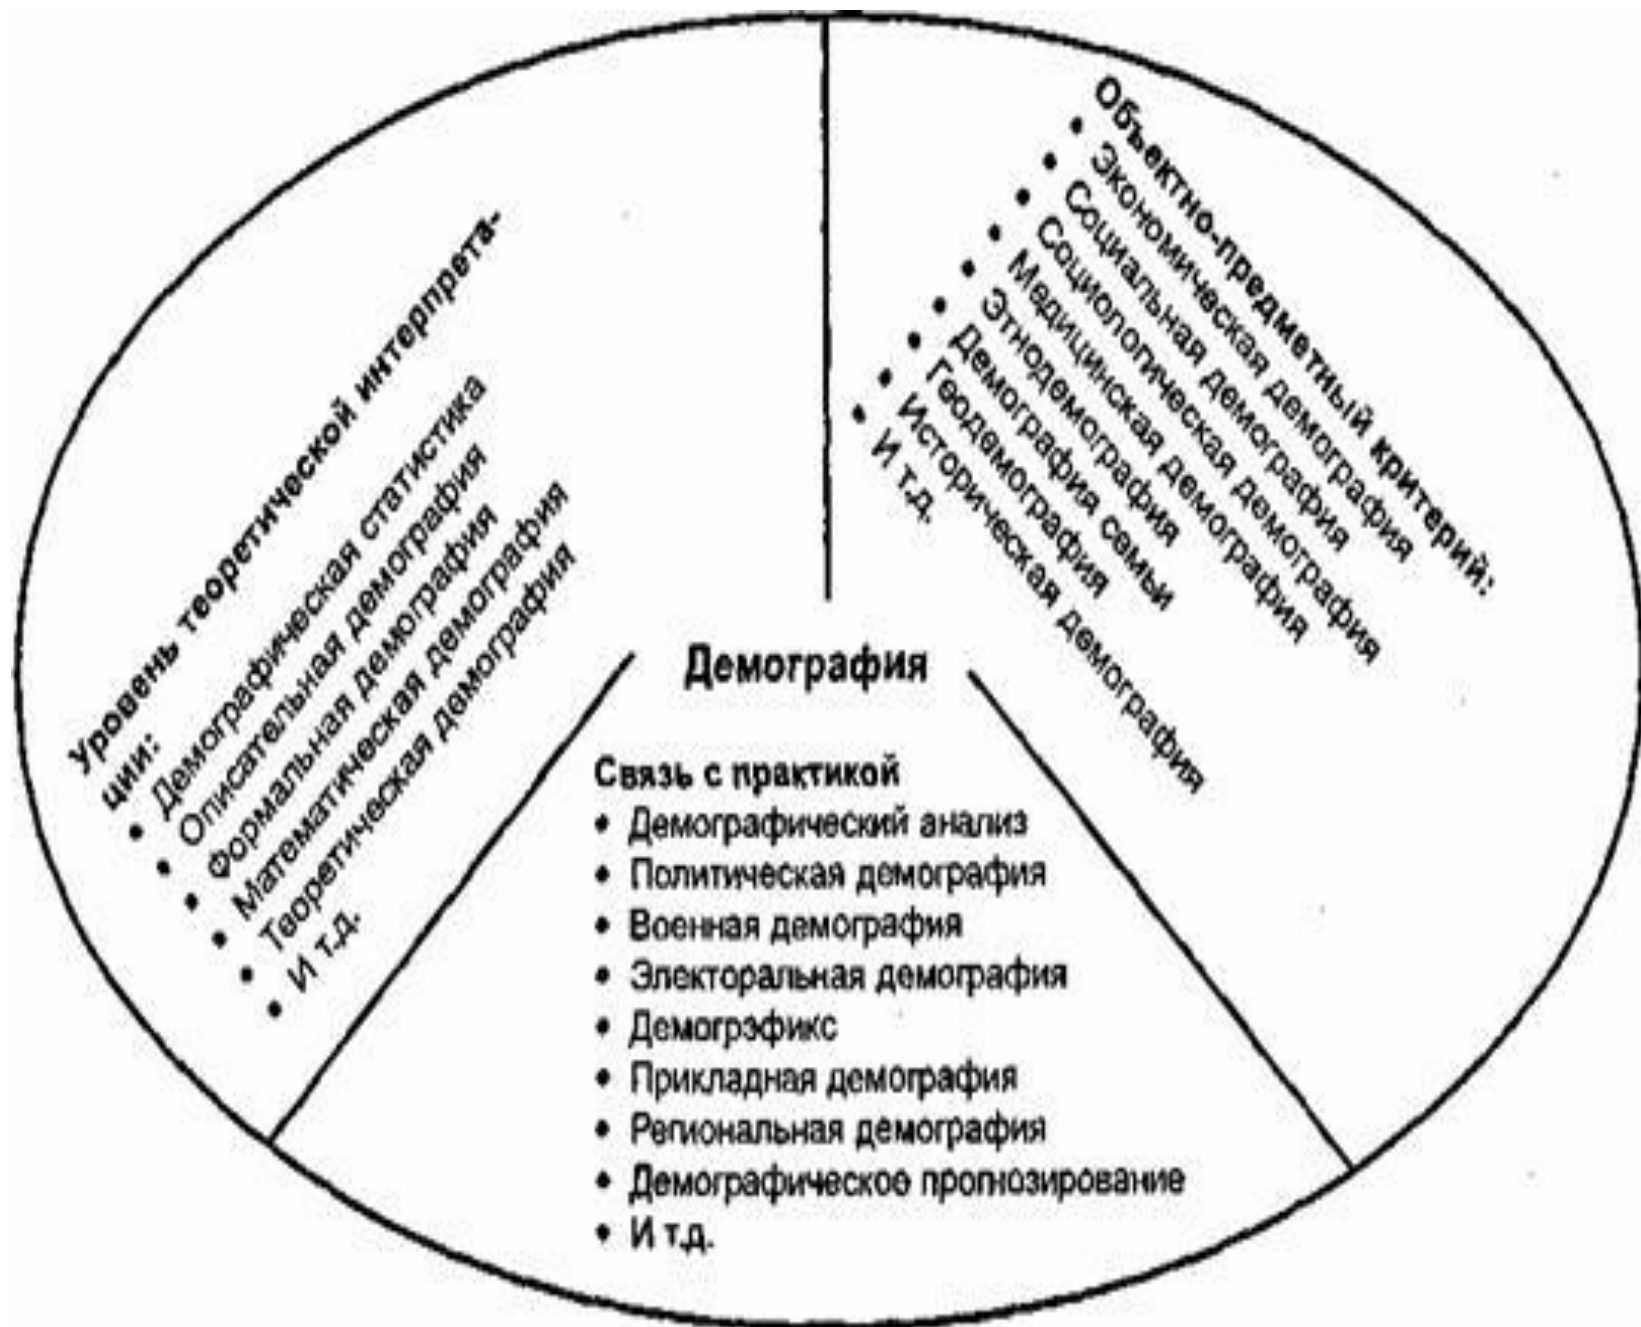 Уровень теоретической интерпрета-
ции:
• Демографическая статистика
• Описательная демография
• Формальная демография
• Математическая демография
• Теоретическая демография
• И т.д.
Объектно-предметный критерий:
• Экономическая демография
• Социальная демография
• Социологическая демография
• Медицинская демография
• Этнодемография
• Демография семьи
• Геодемография
• Историческая демография
• И т.д.
Демография
Связь с практикой
• Демографический анализ
• Политическая демография
• Военная демография
• Электоральная демография
• Демогрэфикс
• Прикладная демография
• Региональная демография
• Демографическое прогнозирование
• И т.д.